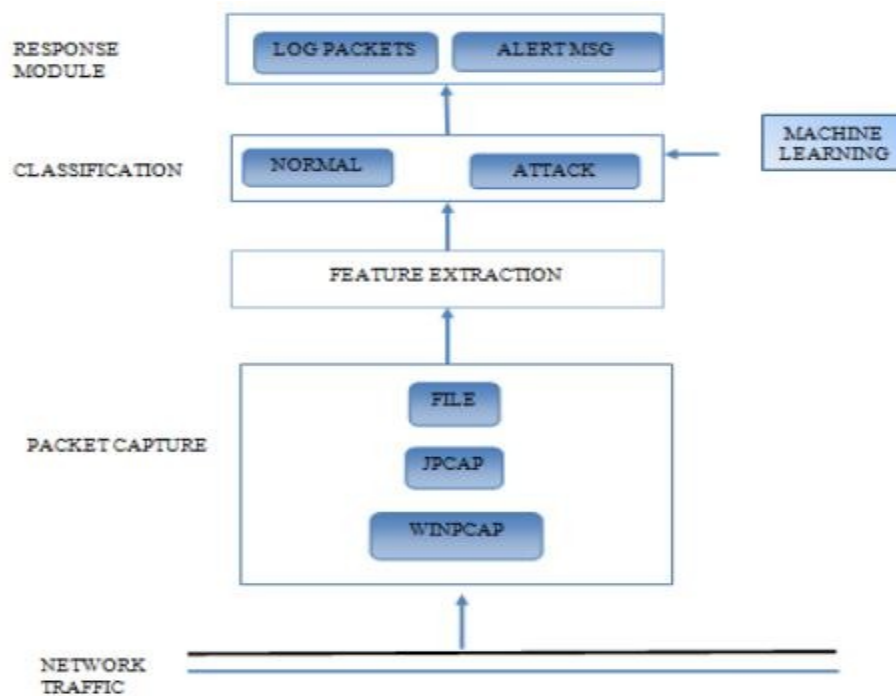 RESPONSE
MODULE
LOG PACKETS
ALERT MSG
MACHINE
LEARNING
CLASSIFICATION
NORMAL
ATTACK
FEATURE EXTRACTION
FILE
PACKET CAPTURE
JPCAP
WINPCAP
NETWORK
TRAFFIC